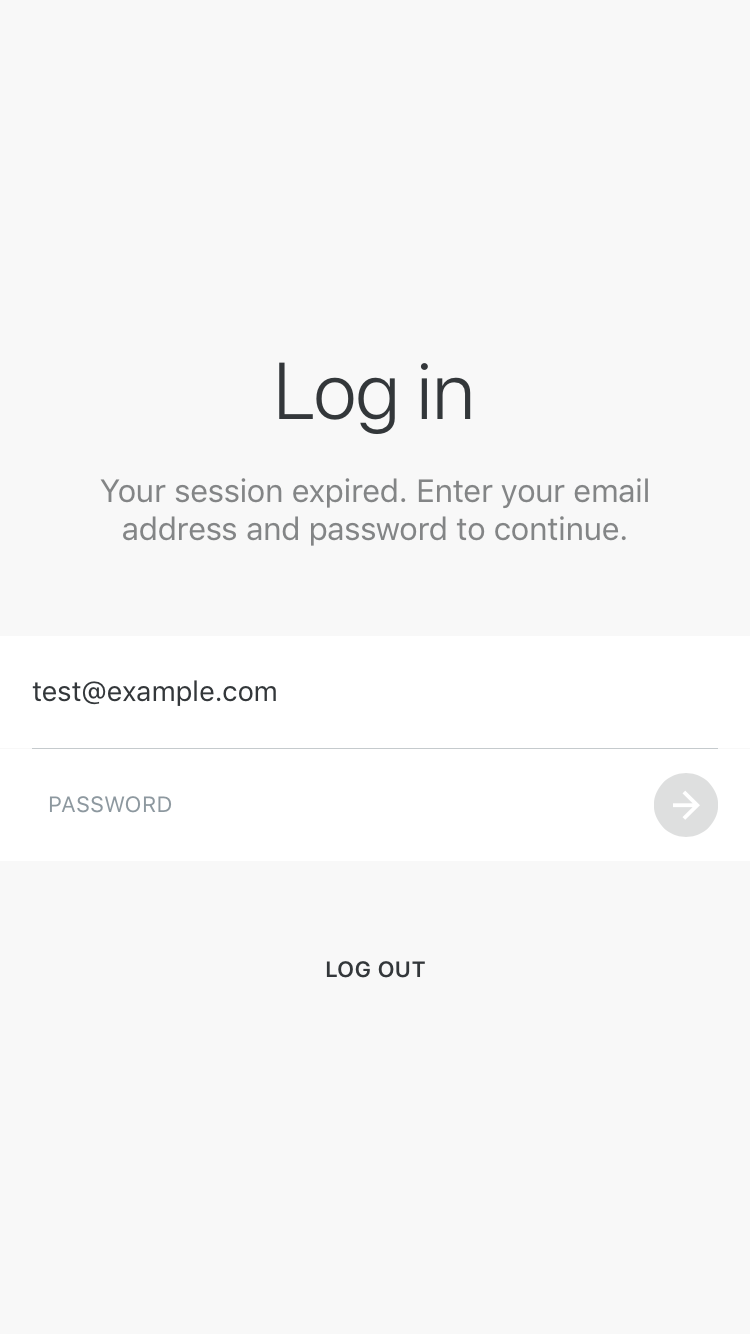 Log in
Your session expired. Enter your email
address and password to continue.
test@example.com
PASSWORD
LOG OUT